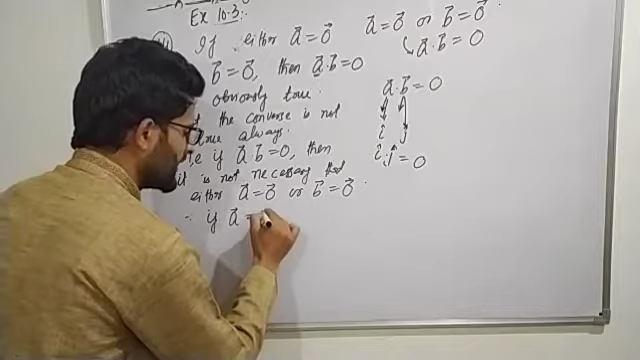 Ex 10.3:-
If either a⃗ = 0⃗
b⃗ = 0⃗, then a⃗.b⃗ = 0
obviously true.
the converse is not
true always.
i.e if a⃗.b⃗ = 0, then
it is not necessary that
either a⃗ = 0⃗ or b⃗ = 0⃗.
∴ if a⃗ =
a⃗ = 0⃗ or b⃗ = 0⃗
↳ a⃗.b⃗ = 0
a⃗.b⃗ = 0
î ĵ
î.ĵ = 0